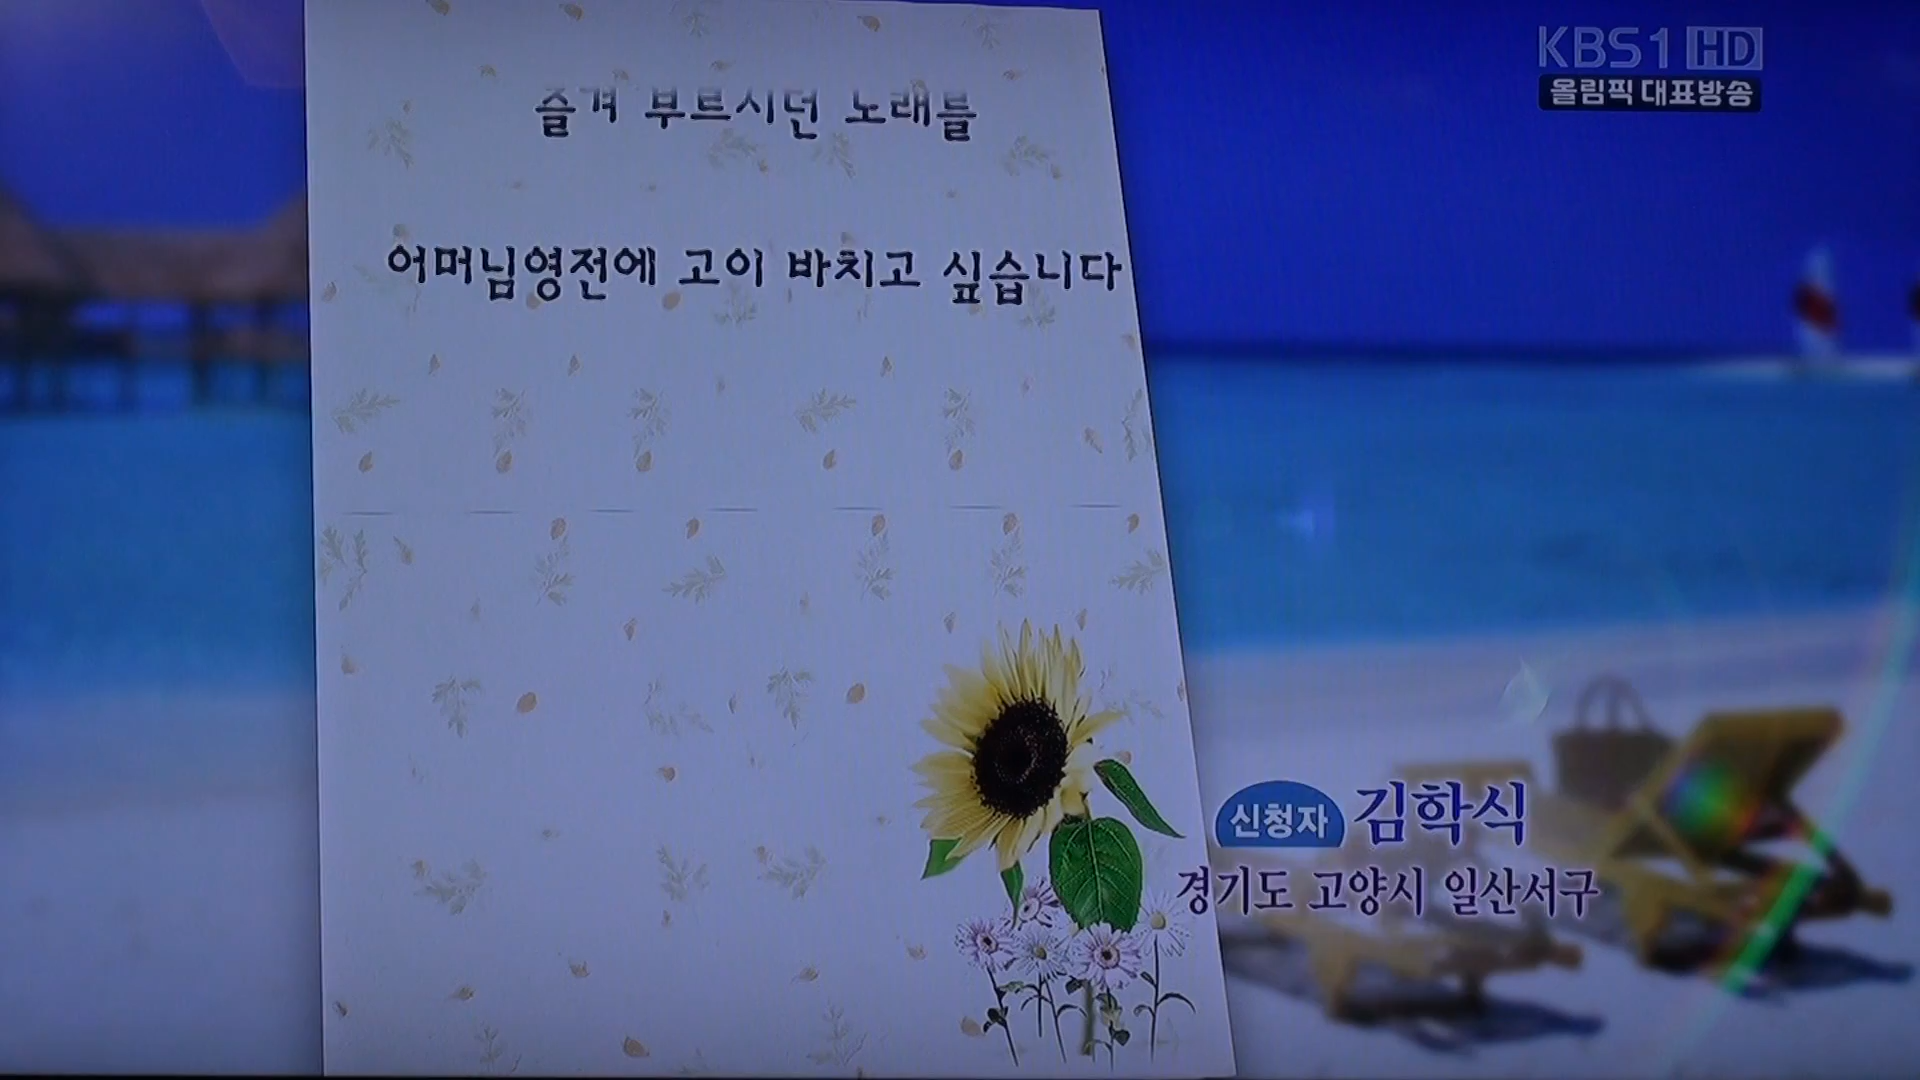 KBS1 HD
올림픽 대표방송
즐겨 부르시던 노래를
어머님영전에 고이 바치고 싶습니다
신청자 김학식
경기도 고양시 일산서구